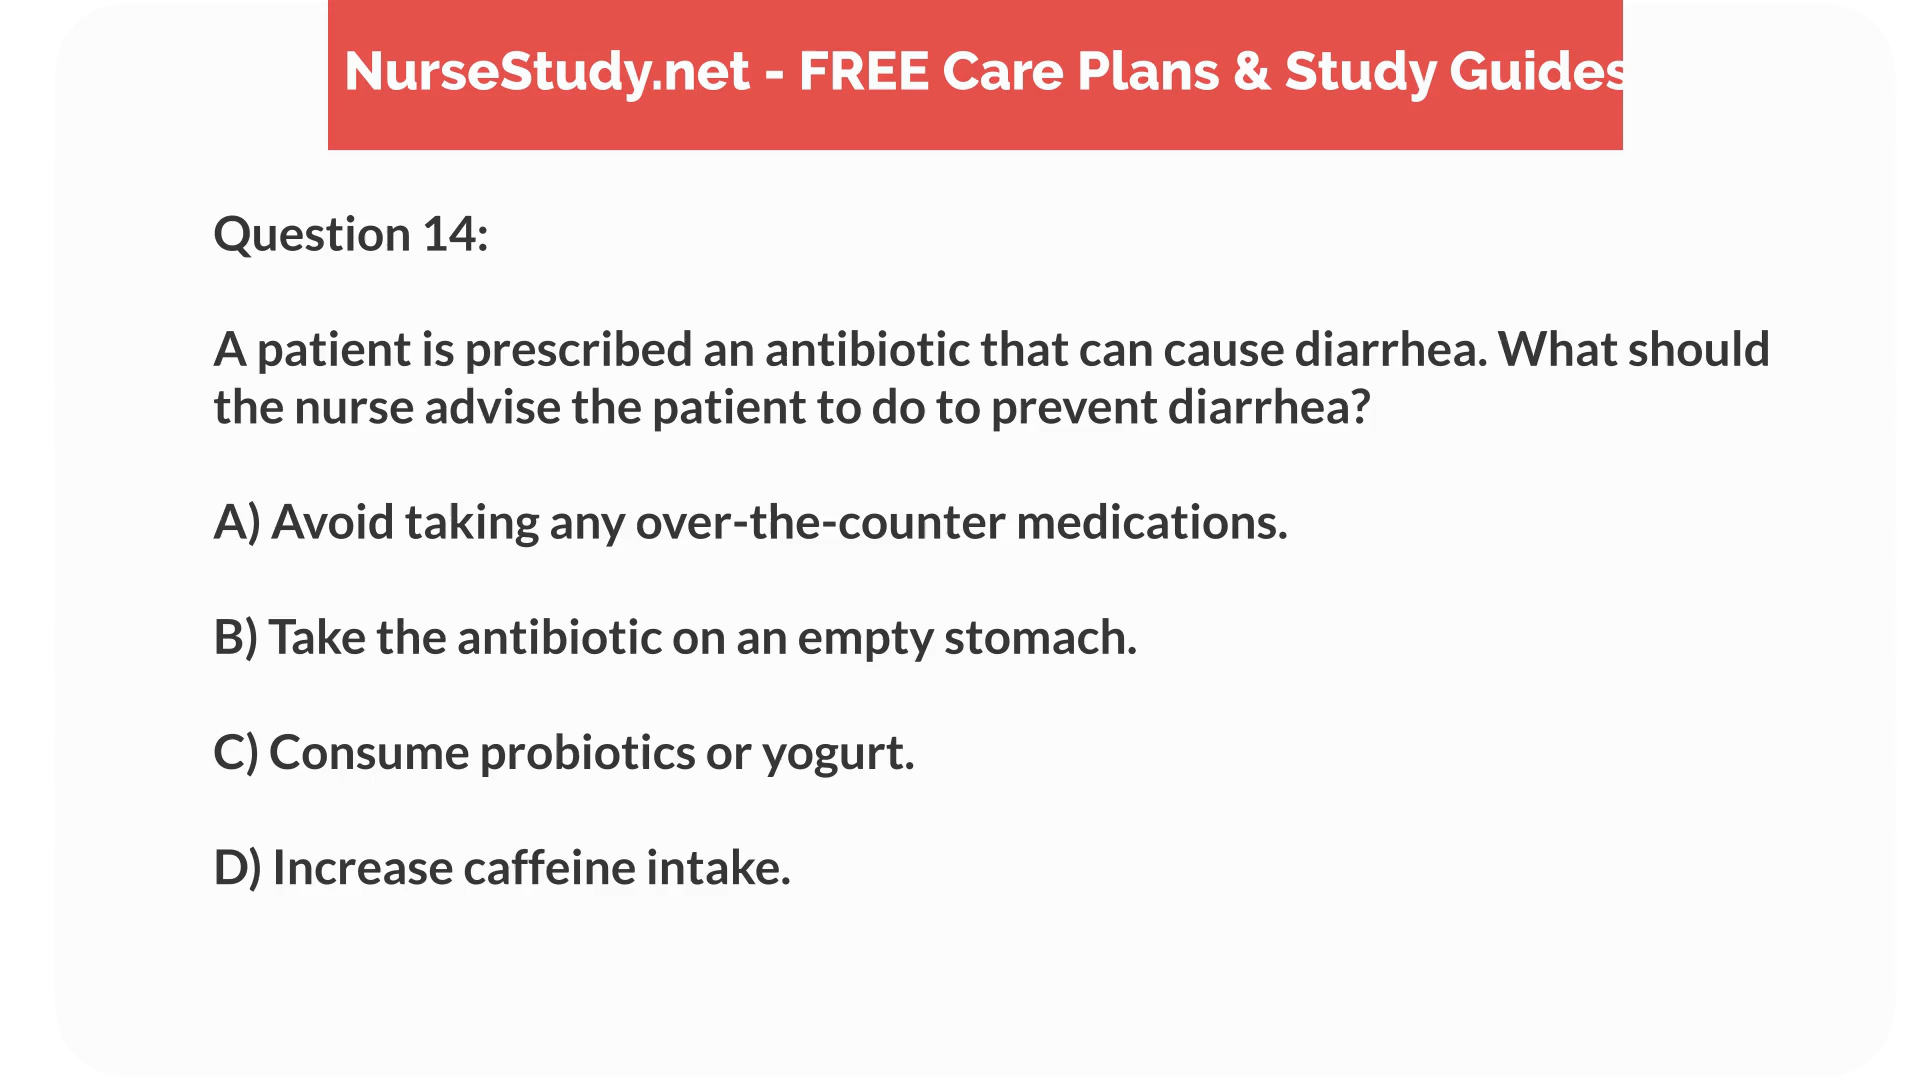 NurseStudy.net - FREE Care Plans & Study Guides
Question 14:
A patient is prescribed an antibiotic that can cause diarrhea. What should
the nurse advise the patient to do to prevent diarrhea?
A) Avoid taking any over-the-counter medications.
B) Take the antibiotic on an empty stomach.
C) Consume probiotics or yogurt.
D) Increase caffeine intake.